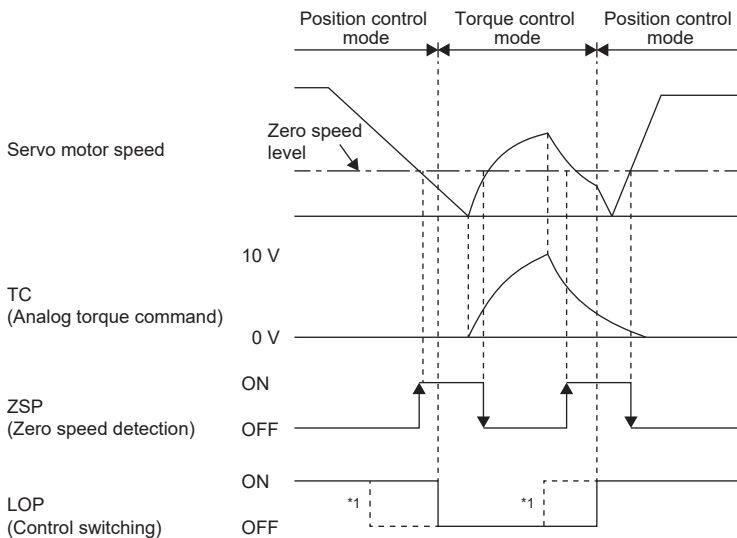 Position control mode
Torque control mode
Position control mode
Servo motor speed
Zero speed level
10 V
TC
(Analog torque command)
0 V
ON
ZSP
(Zero speed detection)
OFF
ON
*1
*1
LOP
(Control switching)
OFF